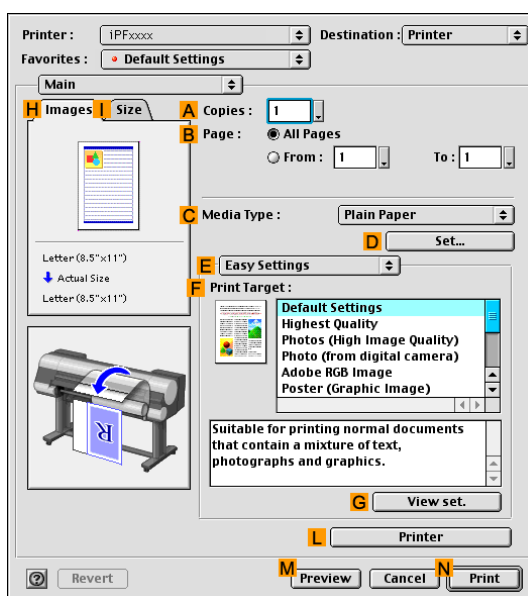 Printer : iPFxxxx Destination : Printer
Favorites : Default Settings
Main
H Images I Size
A Copies : 1
B Page : All Pages
From : 1 To : 1
C Media Type : Plain Paper
D Set...
Letter (8.5"x11")
Actual Size
Letter (8.5"x11")
E Easy Settings
F Print Target :
Default Settings
Highest Quality
Photos (High Image Quality)
Photo (from digital camera)
Adobe RGB Image
Poster (Graphic Image)
R
Suitable for printing normal documents
that contain a mixture of text,
photographs and graphics.
G View set.
L Printer
? Revert M Preview Cancel N Print